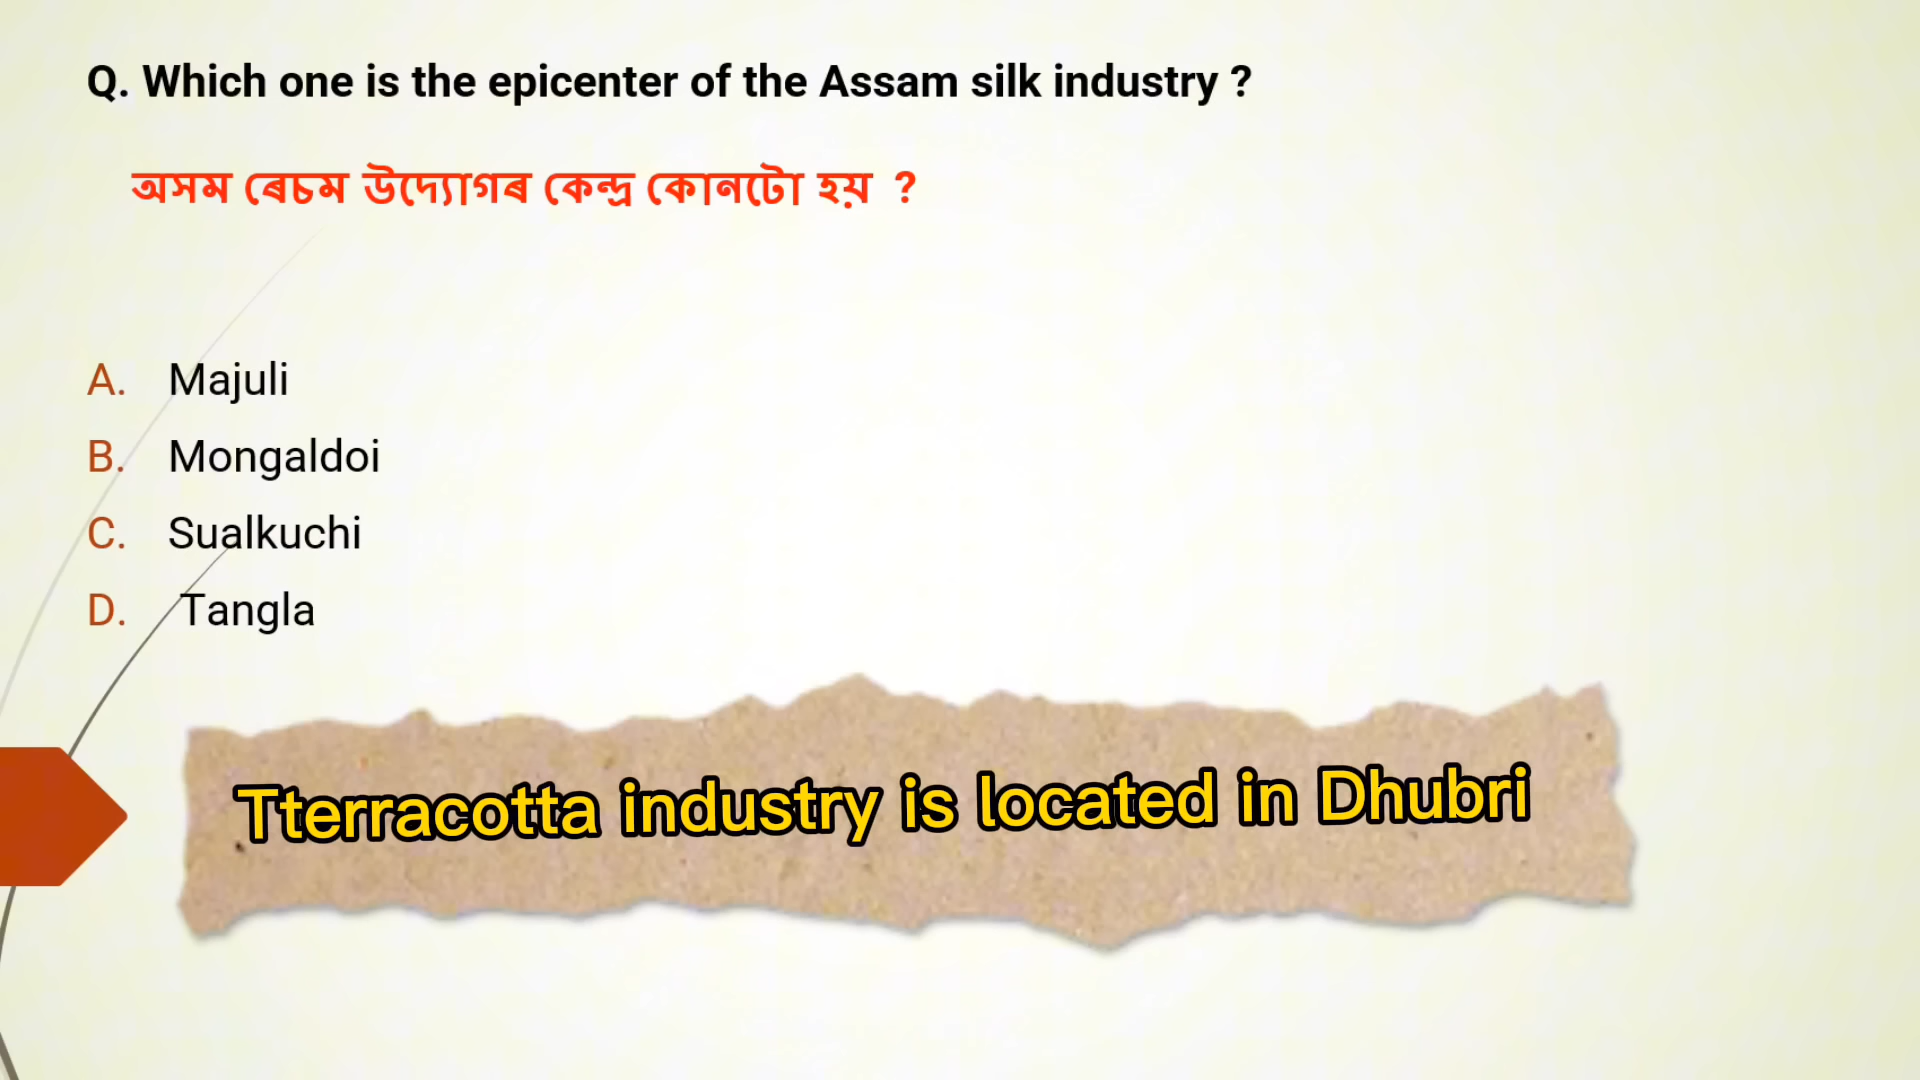 Q. Which one is the epicenter of the Assam silk industry ?
অসম ৰেচম উদ্যোগৰ কেন্দ্ৰ কোনটো হয় ?
A. Majuli
B. Mongaldoi
C. Sualkuchi
D. Tangla
Tterracotta industry is located in Dhubri